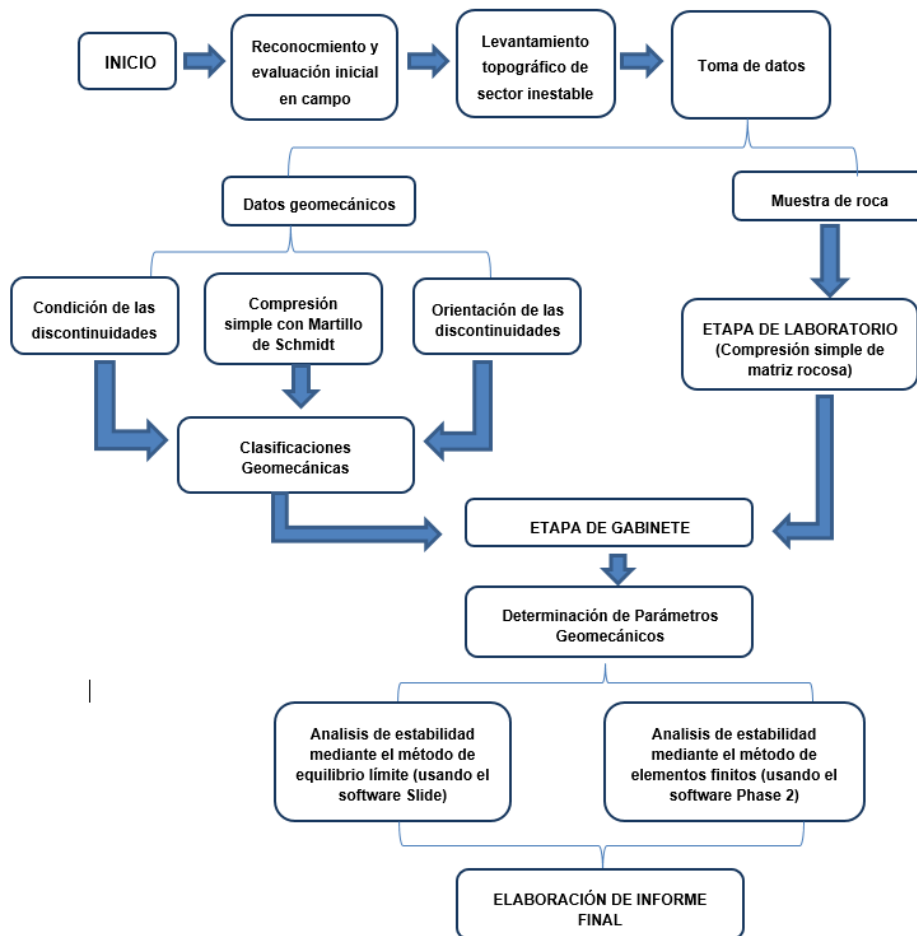 INICIO
Reconocmiento y
evaluación inicial
en campo
Levantamiento
topográfico de
sector inestable
Toma de datos
Datos geomecánicos
Muestra de roca
Condición de las
discontinuidades
Compresión
simple con Martillo
de Schmidt
Orientación de las
discontinuidades
ETAPA DE LABORATORIO
(Compresión simple de
matriz rocosa)
Clasificaciones
Geomecánicas
ETAPA DE GABINETE
Determinación de Parámetros
Geomecánicos
Analisis de estabilidad
mediante el método de
equilibrio límite (usando el
software Slide)
Analisis de estabilidad
mediante el método de
elementos finitos (usando el
software Phase 2)
ELABORACIÓN DE INFORME
FINAL